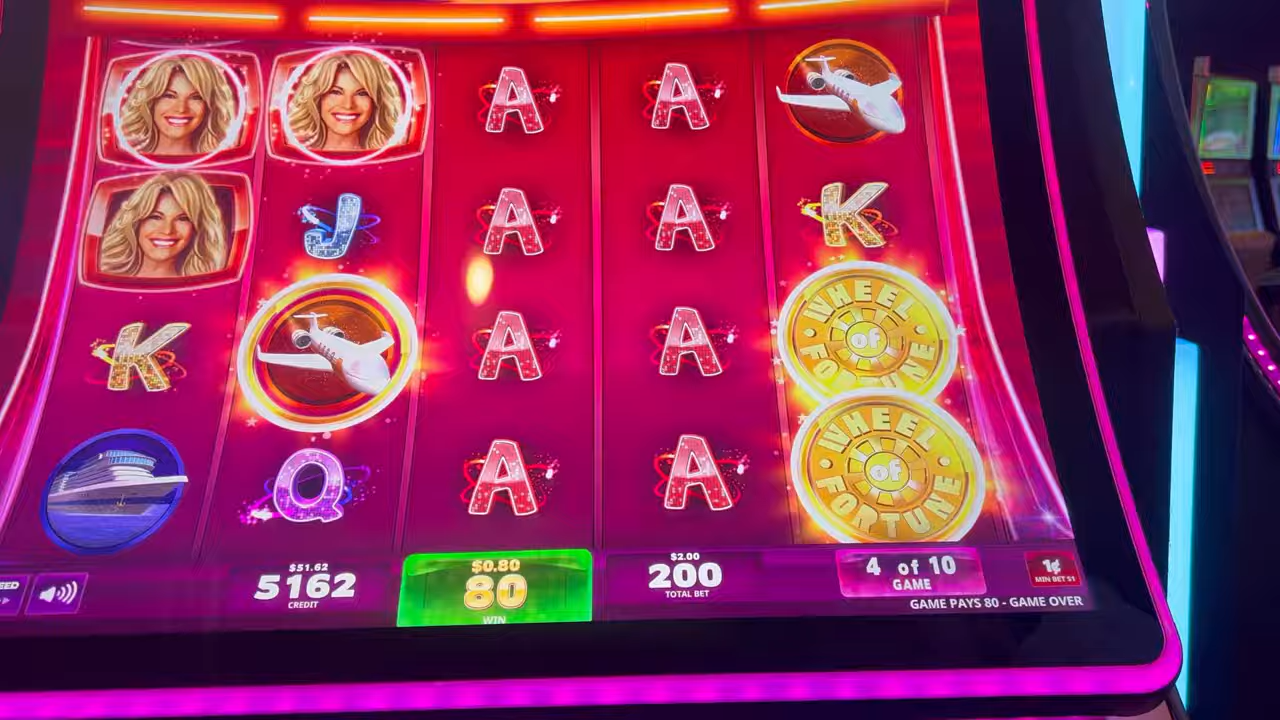 A A
J A A K
K A A
Q A A
WHEEL
of
FORTUNE
WHEEL
of
FORTUNE
$51.62
5162
CREDIT
$0.80
80
WIN
$2.00
200
TOTAL BET
4 of 10
GAME
1¢
MIN BET $1
GAME PAYS 80 - GAME OVER